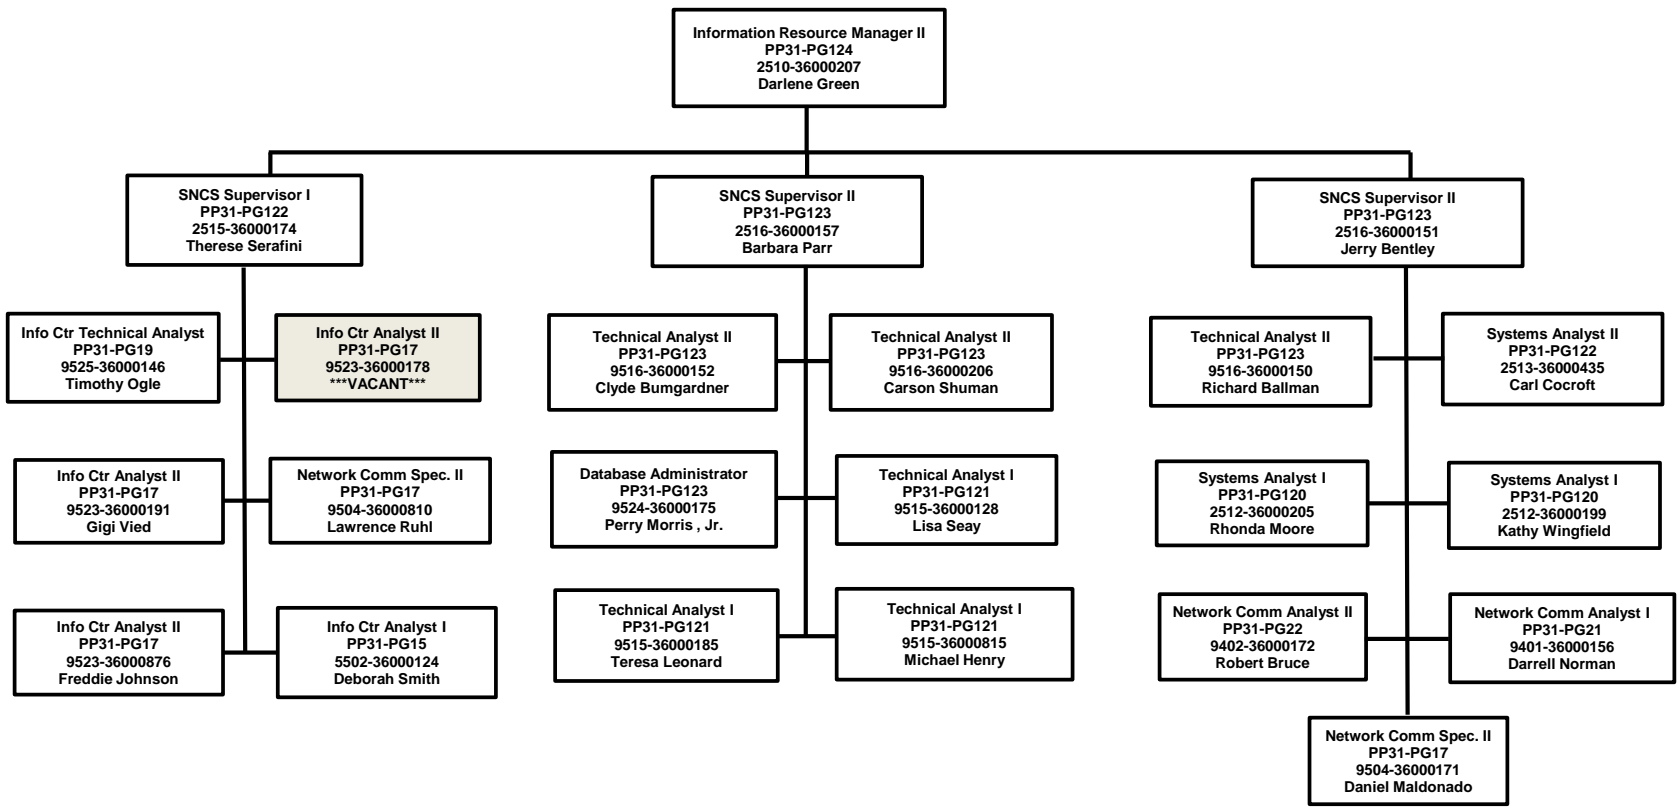 Information Resource Manager II
PP31-PG124
2510-36000207
Darlene Green
SNCS Supervisor I
PP31-PG122
2515-36000174
Therese Serafini
SNCS Supervisor II
PP31-PG123
2516-36000157
Barbara Parr
SNCS Supervisor II
PP31-PG123
2516-36000151
Jerry Bentley
Info Ctr Technical Analyst
PP31-PG19
9525-36000146
Timothy Ogle
Info Ctr Analyst II
PP31-PG17
9523-36000178
***VACANT***
Technical Analyst II
PP31-PG123
9516-36000152
Clyde Bumgardner
Technical Analyst II
PP31-PG123
9516-36000206
Carson Shuman
Technical Analyst II
PP31-PG123
9516-36000150
Richard Ballman
Systems Analyst II
PP31-PG122
2513-36000435
Carl Cocroft
Info Ctr Analyst II
PP31-PG17
9523-36000191
Gigi Vied
Network Comm Spec. II
PP31-PG17
9504-36000810
Lawrence Ruhl
Database Administrator
PP31-PG123
9524-36000175
Perry Morris , Jr.
Technical Analyst I
PP31-PG121
9515-36000128
Lisa Seay
Systems Analyst I
PP31-PG120
2512-36000205
Rhonda Moore
Systems Analyst I
PP31-PG120
2512-36000199
Kathy Wingfield
Info Ctr Analyst II
PP31-PG17
9523-36000876
Freddie Johnson
Info Ctr Analyst I
PP31-PG15
5502-36000124
Deborah Smith
Technical Analyst I
PP31-PG121
9515-36000185
Teresa Leonard
Technical Analyst I
PP31-PG121
9515-36000815
Michael Henry
Network Comm Analyst II
PP31-PG22
9402-36000172
Robert Bruce
Network Comm Analyst I
PP31-PG21
9401-36000156
Darrell Norman
Network Comm Spec. II
PP31-PG17
9504-36000171
Daniel Maldonado